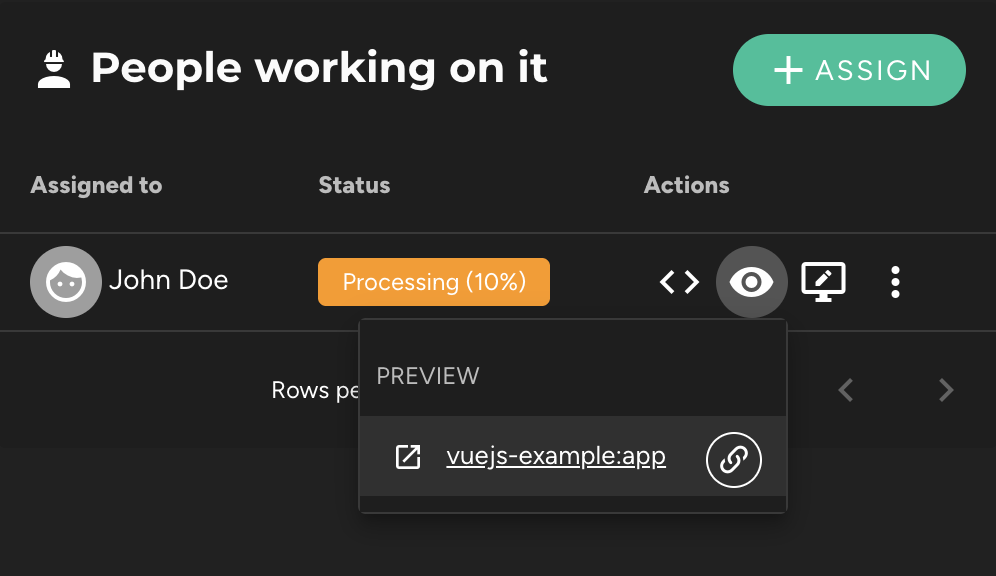 People working on it
+ ASSIGN
Assigned to Status Actions
John Doe Processing (10%)
PREVIEW
Rows pe
vuejs-example:app